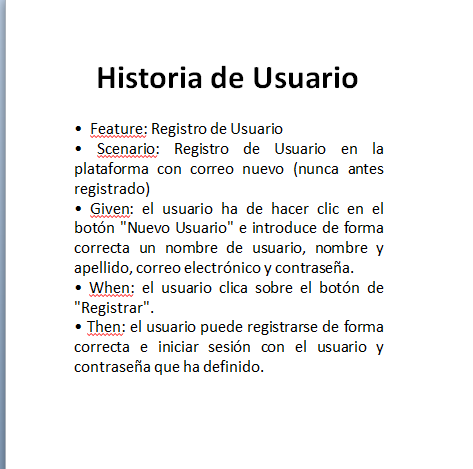 Historia de Usuario
• Feature: Registro de Usuario
• Scenario: Registro de Usuario en la
plataforma con correo nuevo (nunca antes
registrado)
• Given: el usuario ha de hacer clic en el
botón "Nuevo Usuario" e introduce de forma
correcta un nombre de usuario, nombre y
apellido, correo electrónico y contraseña.
• When: el usuario clica sobre el botón de
"Registrar".
• Then: el usuario puede registrarse de forma
correcta e iniciar sesión con el usuario y
contraseña que ha definido.